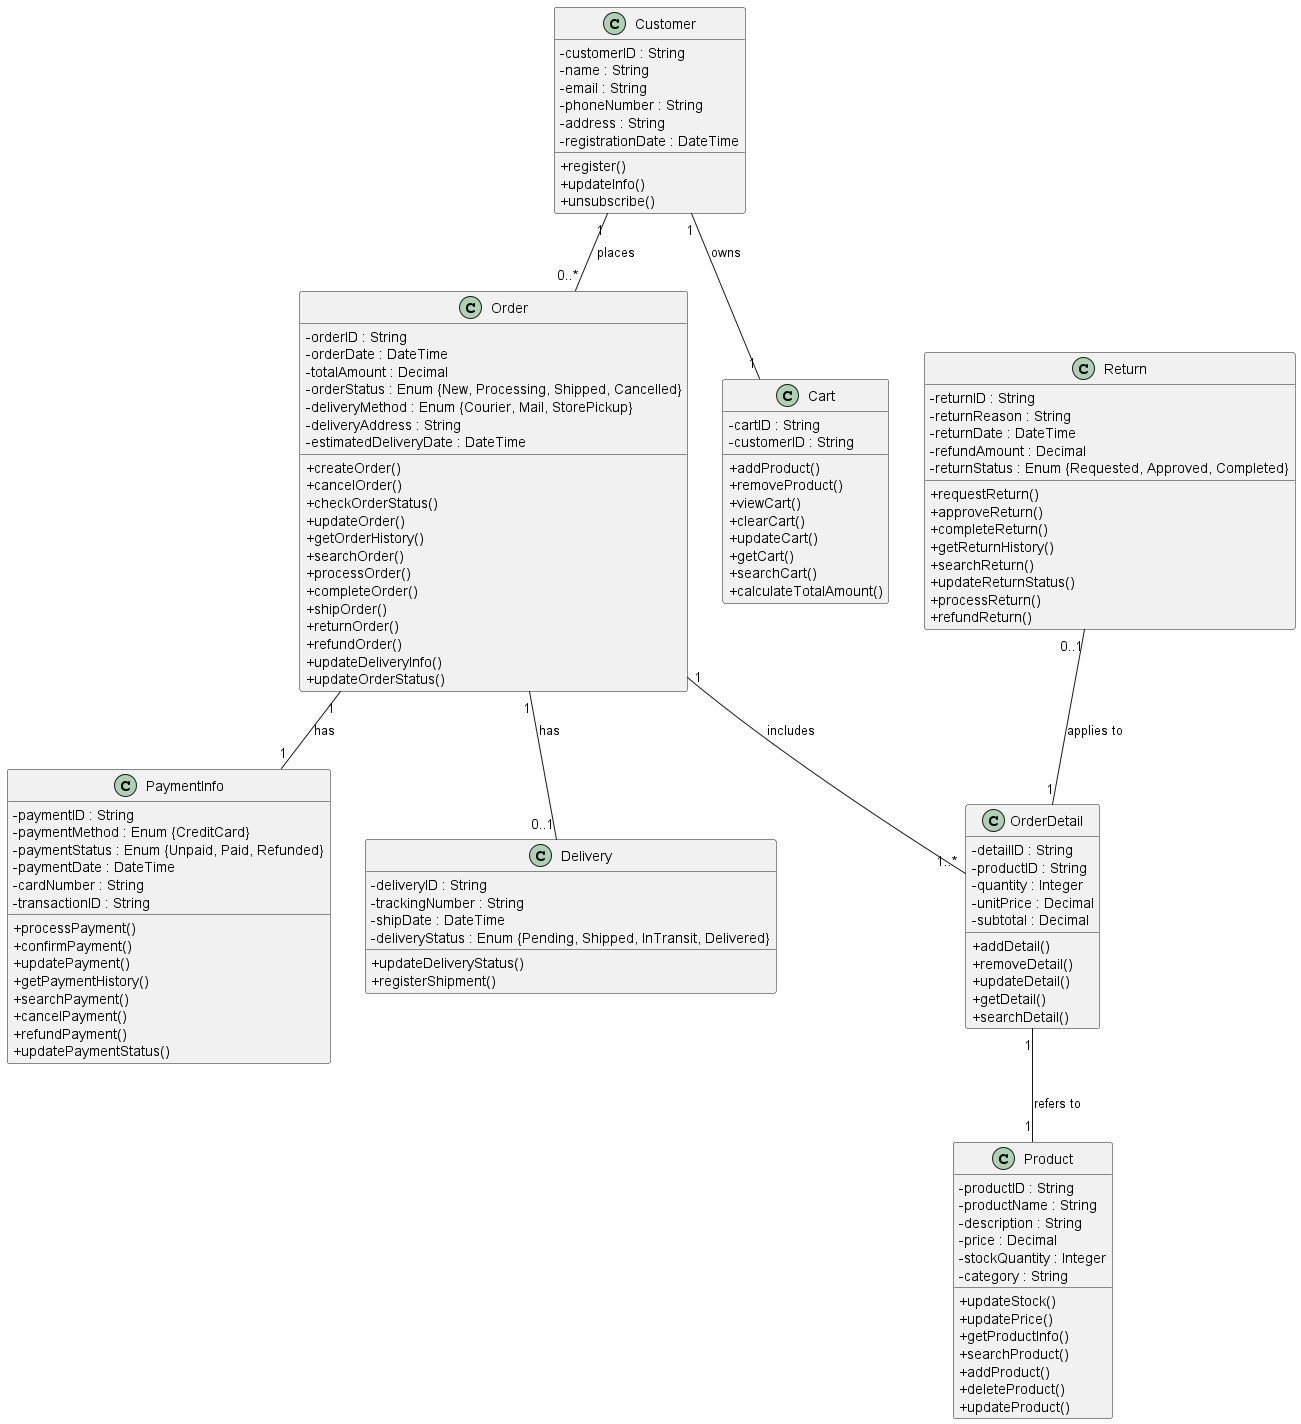 C Customer
-customerID : String
-name : String
-email : String
-phoneNumber : String
-address : String
-registrationDate : DateTime
+register()
+updateInfo()
+unsubscribe()
1
places
0..*
1
owns
1
C Order
-orderID : String
-orderDate : DateTime
-totalAmount : Decimal
-orderStatus : Enum {New, Processing, Shipped, Cancelled}
-deliveryMethod : Enum {Courier, Mail, StorePickup}
-deliveryAddress : String
-estimatedDeliveryDate : DateTime
+createOrder()
+cancelOrder()
+checkOrderStatus()
+updateOrder()
+getOrderHistory()
+searchOrder()
+processOrder()
+completeOrder()
+shipOrder()
+returnOrder()
+refundOrder()
+updateDeliveryInfo()
+updateOrderStatus()
C Cart
-cartID : String
-customerID : String
+addProduct()
+removeProduct()
+viewCart()
+clearCart()
+updateCart()
+getCart()
+searchCart()
+calculateTotalAmount()
C Return
-returnID : String
-returnReason : String
-returnDate : DateTime
-refundAmount : Decimal
-returnStatus : Enum {Requested, Approved, Completed}
+requestReturn()
+approveReturn()
+completeReturn()
+getReturnHistory()
+searchReturn()
+updateReturnStatus()
+processReturn()
+refundReturn()
1
has
1
1
has
0..1
1
includes
1..*
0..1
applies to
1
C PaymentInfo
-paymentID : String
-paymentMethod : Enum {CreditCard}
-paymentStatus : Enum {Unpaid, Paid, Refunded}
-paymentDate : DateTime
-cardNumber : String
-transactionID : String
+processPayment()
+confirmPayment()
+updatePayment()
+getPaymentHistory()
+searchPayment()
+cancelPayment()
+refundPayment()
+updatePaymentStatus()
C Delivery
-deliveryID : String
-trackingNumber : String
-shipDate : DateTime
-deliveryStatus : Enum {Pending, Shipped, InTransit, Delivered}
+updateDeliveryStatus()
+registerShipment()
C OrderDetail
-detailID : String
-productID : String
-quantity : Integer
-unitPrice : Decimal
-subtotal : Decimal
+addDetail()
+removeDetail()
+updateDetail()
+getDetail()
+searchDetail()
1
refers to
1
C Product
-productID : String
-productName : String
-description : String
-price : Decimal
-stockQuantity : Integer
-category : String
+updateStock()
+updatePrice()
+getProductInfo()
+searchProduct()
+addProduct()
+deleteProduct()
+updateProduct()